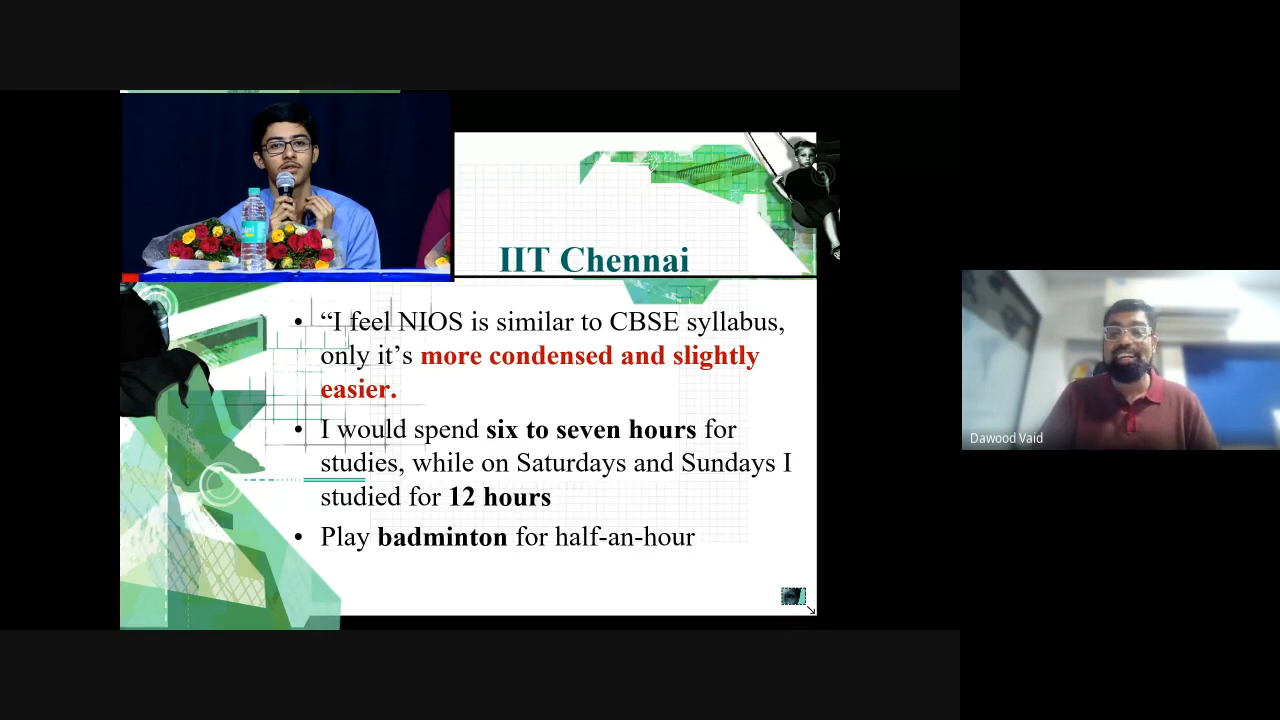 IIT Chennai
• “I feel NIOS is similar to CBSE syllabus,
only it’s more condensed and slightly
easier.
• I would spend six to seven hours for
studies, while on Saturdays and Sundays I
studied for 12 hours
• Play badminton for half-an-hour
Dawood Vaid